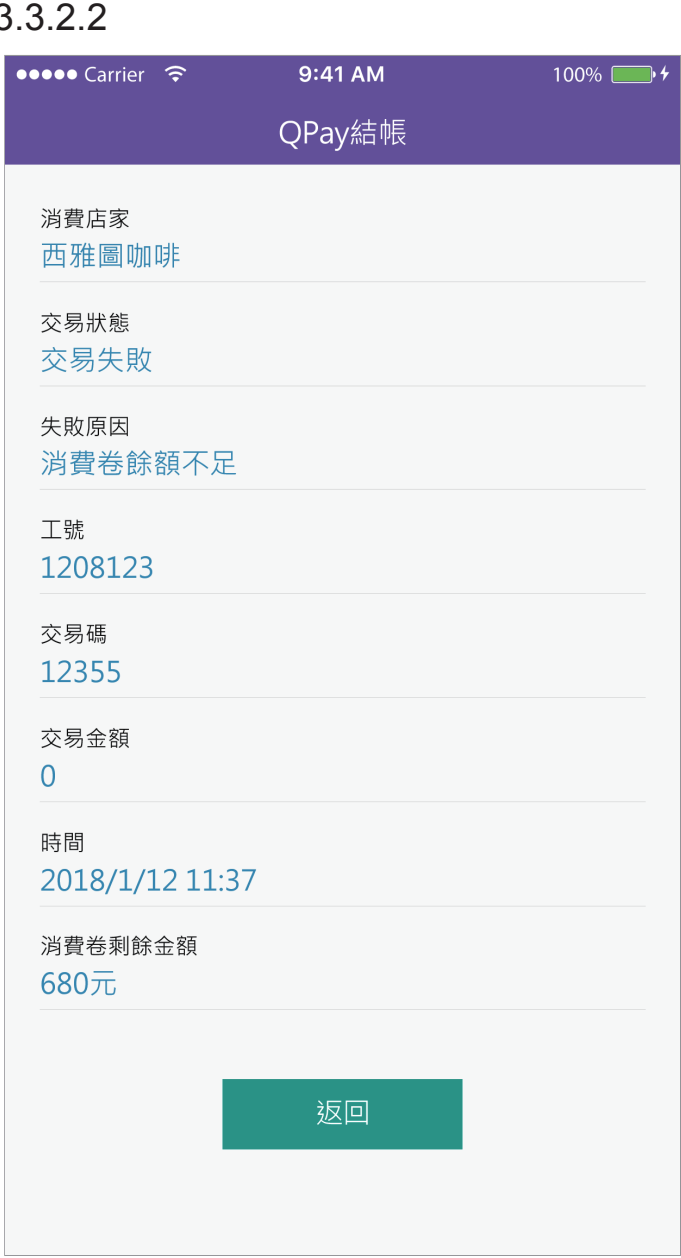 3.3.2.2
Carrier 9:41 AM 100%
QPay結帳
消費店家
西雅圖咖啡
交易狀態
交易失敗
失敗原因
消費卷餘額不足
工號
1208123
交易碼
12355
交易金額
0
時間
2018/1/12 11:37
消費卷剩餘金額
680元
返回